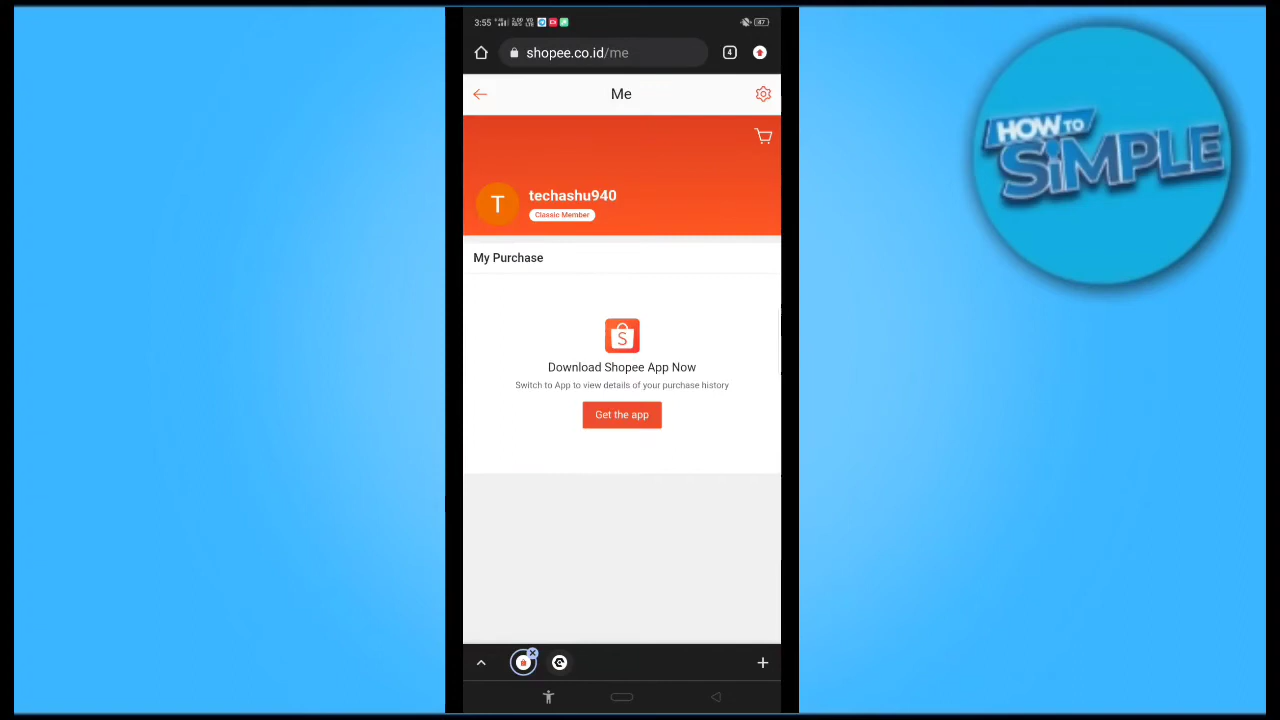 3:55
47
shopee.co.id/me
4
Me
T
techashu940
Classic Member
My Purchase
S
Download Shopee App Now
Switch to App to view details of your purchase history
Get the app
HOW TO
SiMPLE